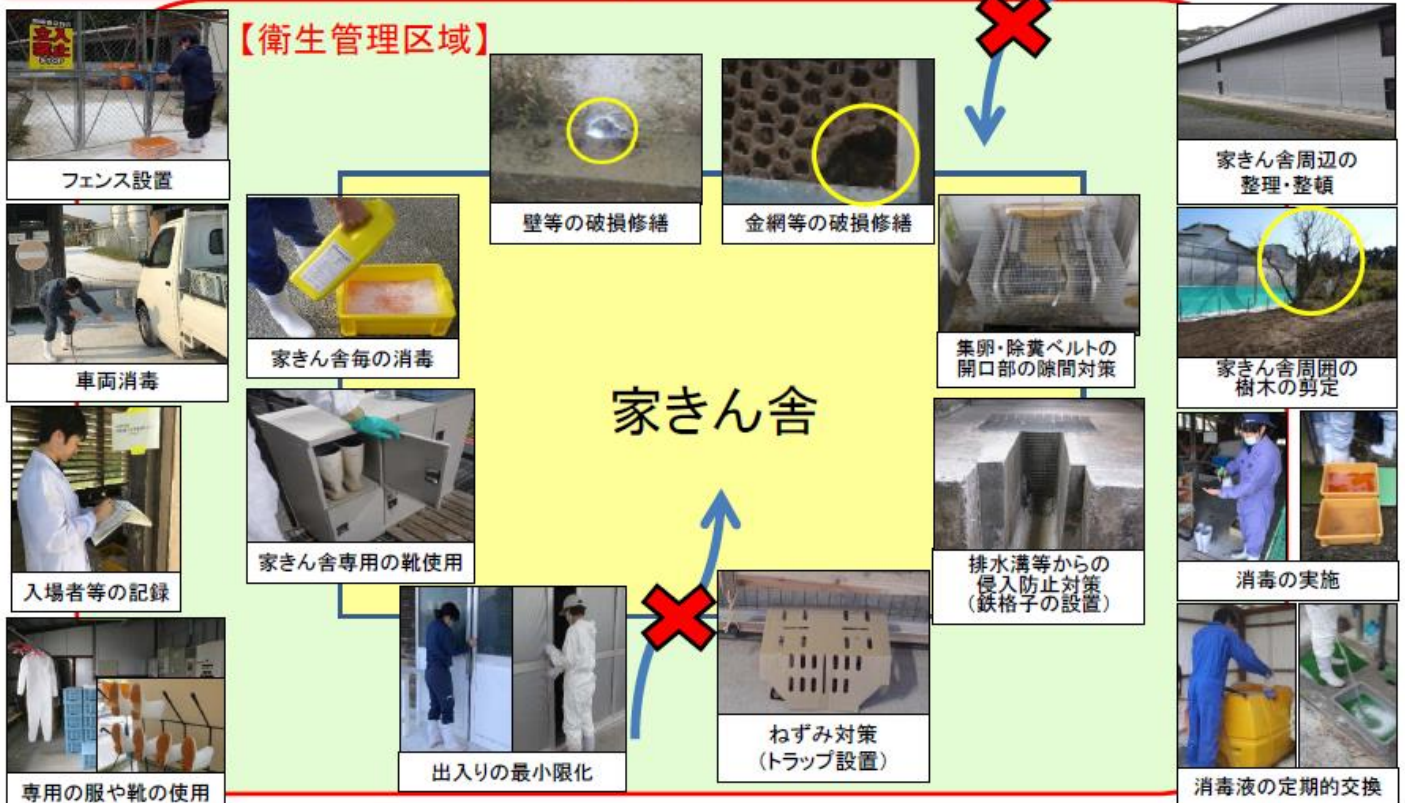 【衛生管理区域】
立入
禁止
フェンス設置
車両消毒
入場者等の記録
専用の服や靴の使用
壁等の破損修繕
金網等の破損修繕
家きん舎毎の消毒
家きん舎専用の靴使用
家きん舎
集卵・除糞ベルトの
開口部の隙間対策
排水溝等からの
侵入防止対策
(鉄格子の設置)
出入りの最小限化
ねずみ対策
(トラップ設置)
家きん舎周辺の
整理・整頓
家きん舎周囲の
樹木の剪定
消毒の実施
消毒液の定期的交換